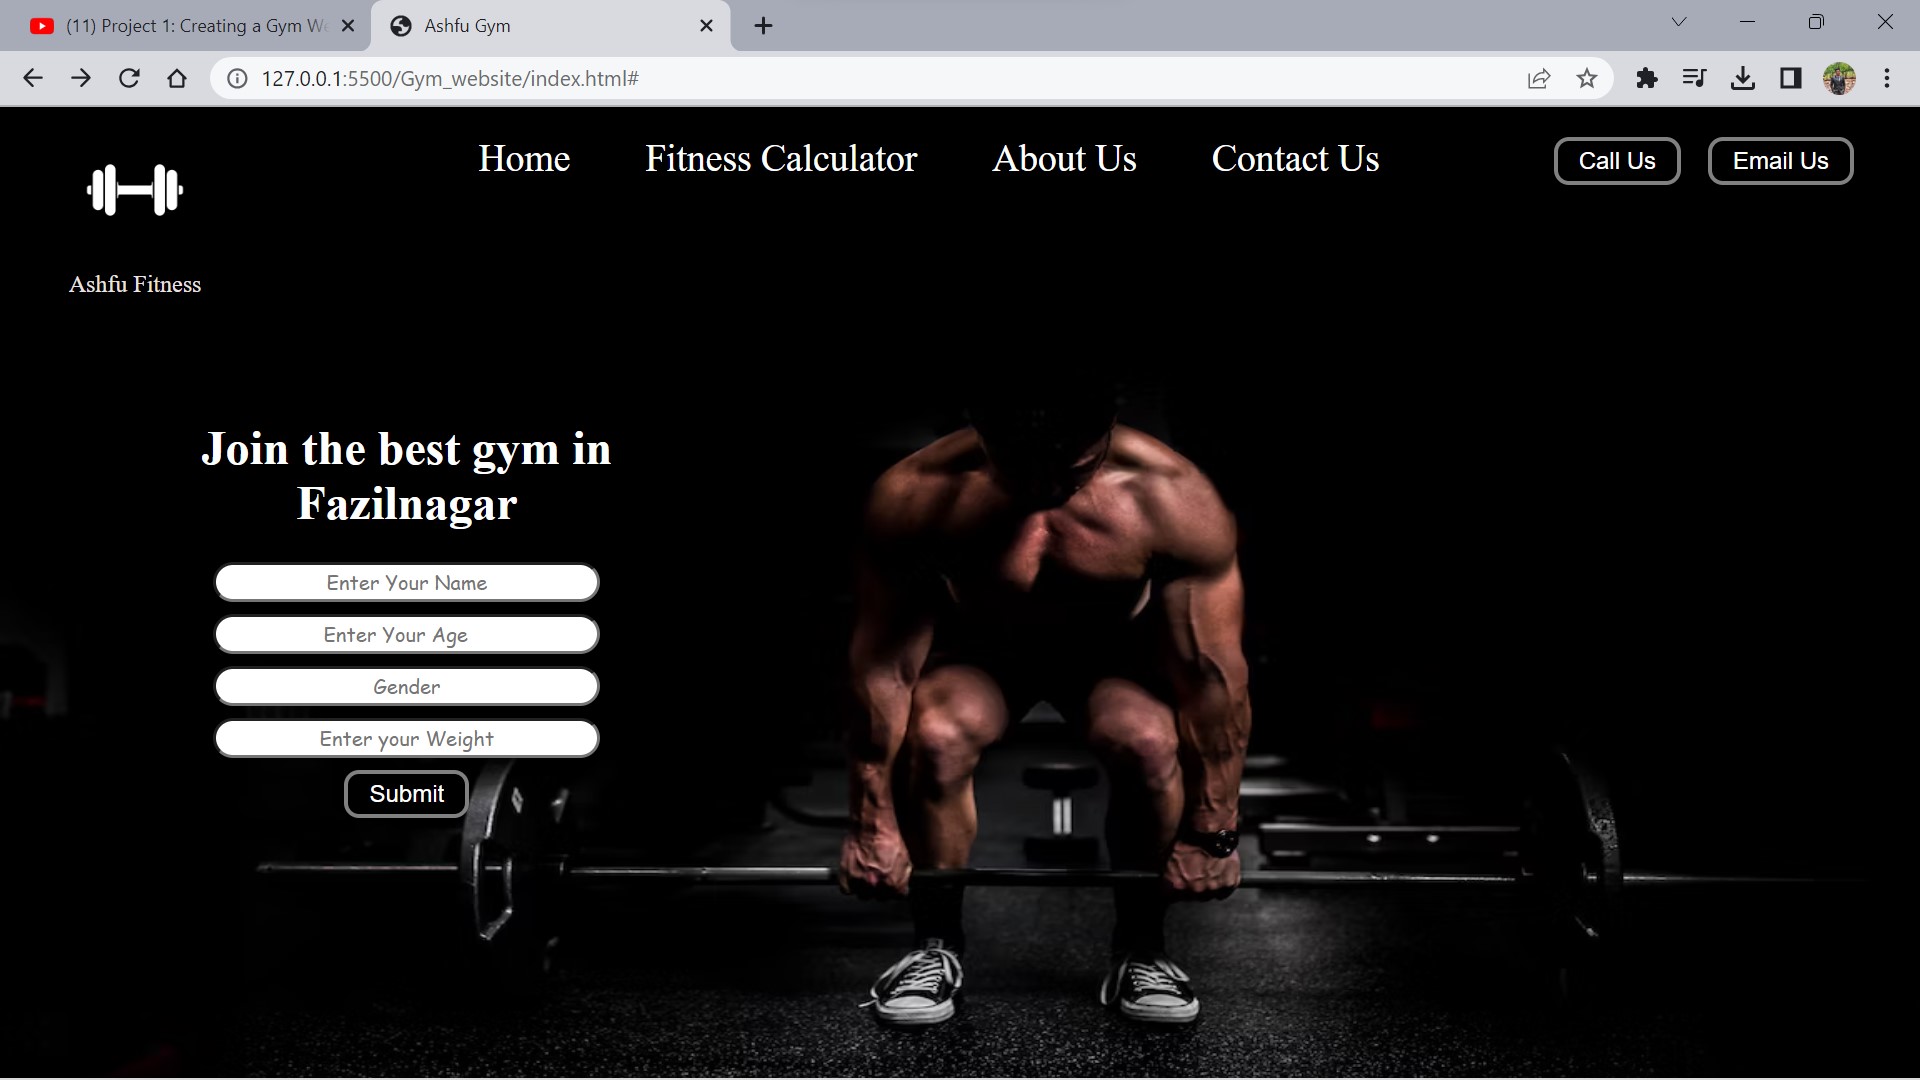 (11) Project 1: Creating a Gym We
Ashfu Gym
127.0.0.1:5500/Gym_website/index.html#
Home
Fitness Calculator
About Us
Contact Us
Call Us
Email Us
Ashfu Fitness
Join the best gym in
Fazilnagar
Enter Your Name
Enter Your Age
Gender
Enter your Weight
Submit